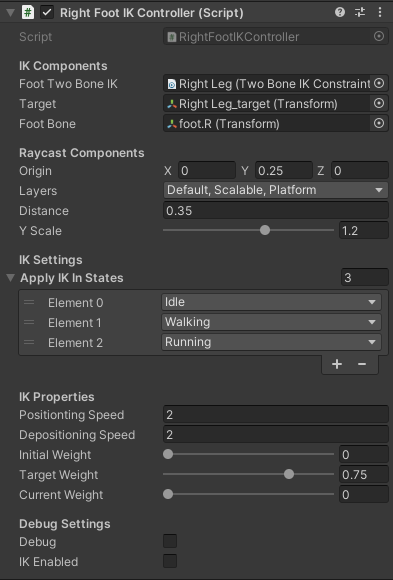 Right Foot IK Controller (Script)
Script RightFootIKController
IK Components
Foot Two Bone IK Right Leg (Two Bone IK Constraint
Target Right Leg_target (Transform)
Foot Bone foot.R (Transform)
Raycast Components
Origin X 0 Y 0.25 Z 0
Layers Default, Scalable, Platform
Distance 0.35
Y Scale 1.2
IK Settings
Apply IK In States 3
Element 0 Idle
Element 1 Walking
Element 2 Running
+ −
IK Properties
Positionting Speed 2
Depositioning Speed 2
Initial Weight 0
Target Weight 0.75
Current Weight 0
Debug Settings
Debug
IK Enabled